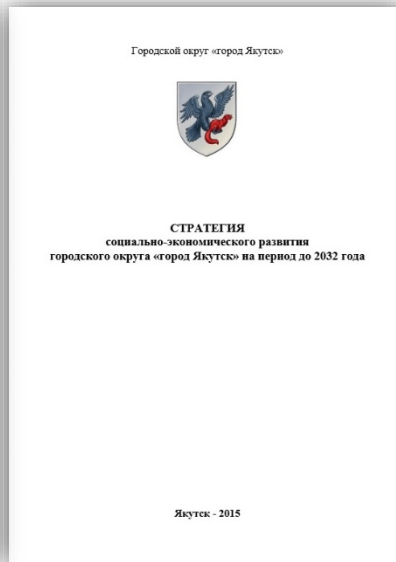 Городской округ «город Якутск»
СТРАТЕГИЯ
социально-экономического развития
городского округа «город Якутск» на период до 2032 года
Якутск - 2015